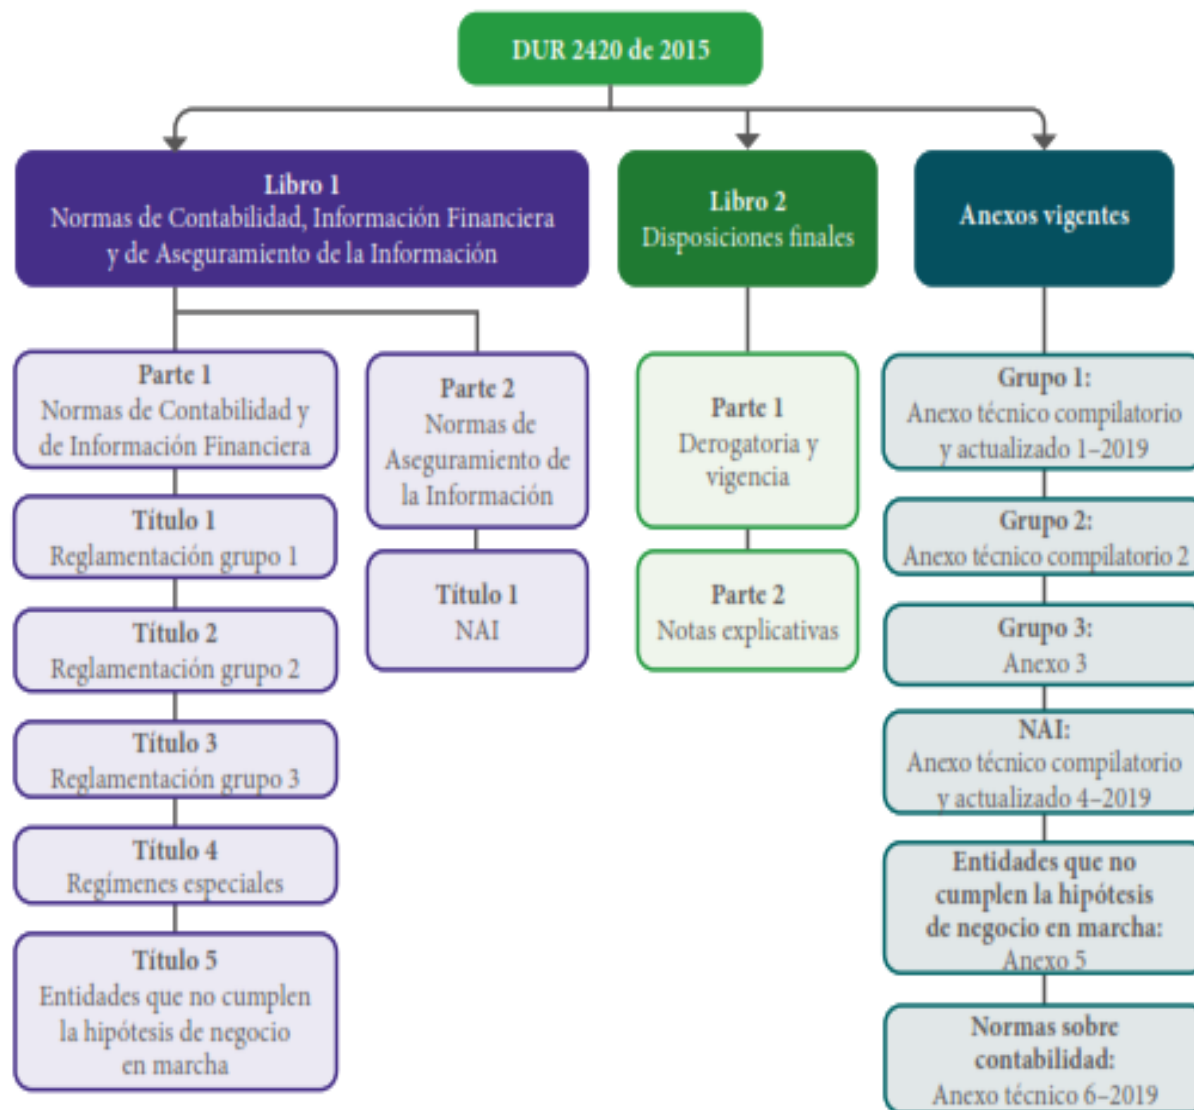 DUR 2420 de 2015
Libro 1
Normas de Contabilidad, Información Financiera
y de Aseguramiento de la Información
Libro 2
Disposiciones finales
Anexos vigentes
Parte 1
Normas de Contabilidad y
de Información Financiera
Título 1
Reglamentación grupo 1
Título 2
Reglamentación grupo 2
Título 3
Reglamentación grupo 3
Título 4
Regímenes especiales
Título 5
Entidades que no cumplen
la hipótesis de negocio
en marcha
Parte 2
Normas de
Aseguramiento de
la Información
Título 1
NAI
Parte 1
Derogatoria y
vigencia
Parte 2
Notas explicativas
Grupo 1:
Anexo técnico compilatorio
y actualizado 1–2019
Grupo 2:
Anexo técnico compilatorio 2
Grupo 3:
Anexo 3
NAI:
Anexo técnico compilatorio
y actualizado 4–2019
Entidades que no
cumplen la hipótesis
de negocio en marcha:
Anexo 5
Normas sobre
contabilidad:
Anexo técnico 6–2019